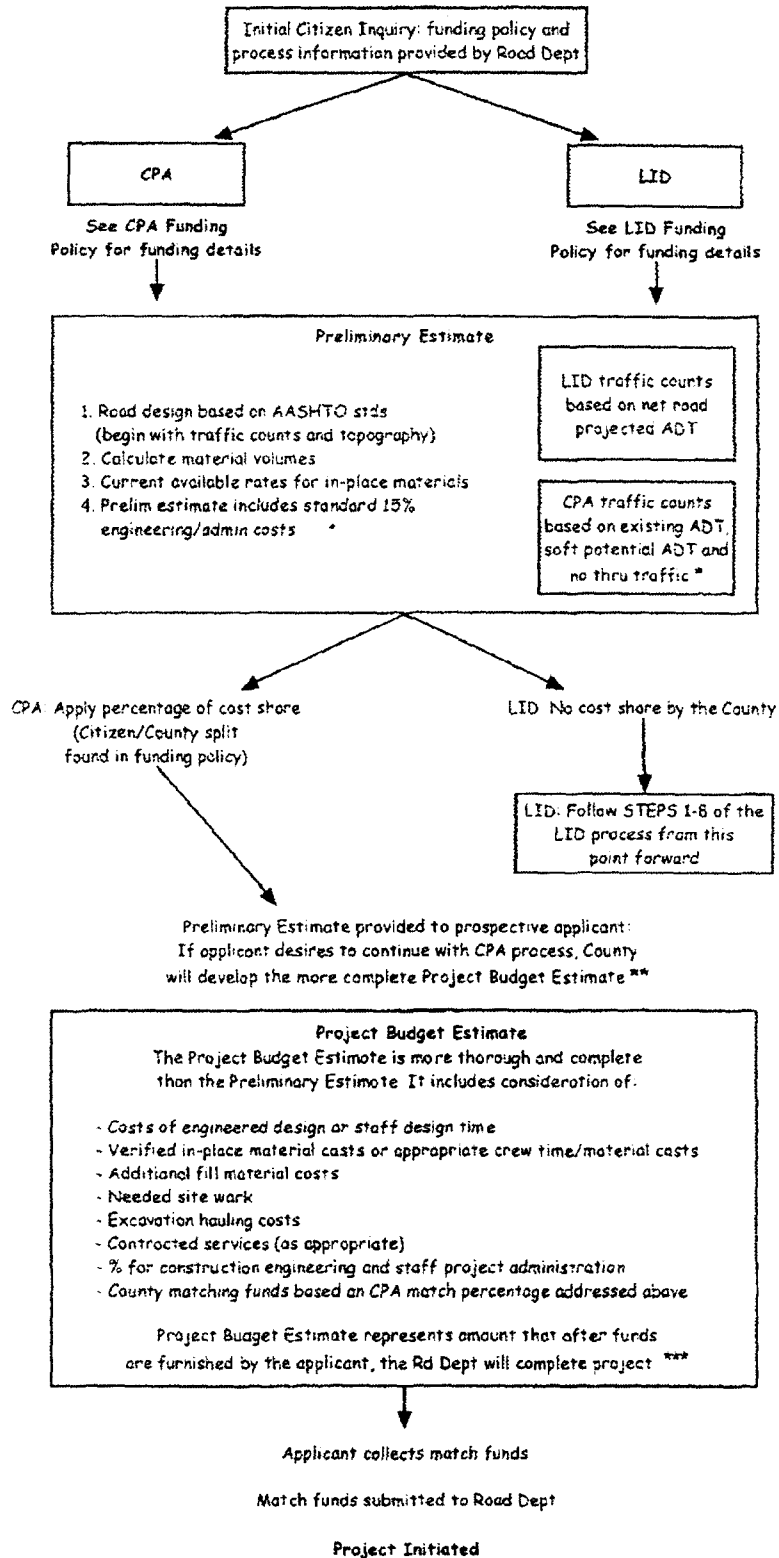 Initial Citizen Inquiry: funding policy and
process information provided by Road Dept
CPA
LID
See CPA Funding
Policy for funding details
See LID Funding
Policy for funding details
Preliminary Estimate
1. Road design based on AASHTO stds
(begin with traffic counts and topography)
2. Calculate material volumes
3. Current available rates for in-place materials
4. Prelim estimate includes standard 15%
engineering/admin costs *
LID traffic counts
based on net road
projected ADT
CPA traffic counts
based on existing ADT,
soft potential ADT and
no thru traffic *
CPA: Apply percentage of cost share
(Citizen/County split
found in funding policy)
LID: No cost share by the County
LID: Follow STEPS 1-8 of the
LID process from this
point forward
Preliminary Estimate provided to prospective applicant:
If applicant desires to continue with CPA process, County
will develop the more complete Project Budget Estimate **
Project Budget Estimate
The Project Budget Estimate is more thorough and complete
than the Preliminary Estimate It includes consideration of:
- Costs of engineered design or staff design time
- Verified in-place material costs or appropriate crew time/material costs
- Additional fill material costs
- Needed site work
- Excavation hauling costs
- Contracted services (as appropriate)
- % for construction engineering and staff project administration
- County matching funds based on CPA match percentage addressed above
Project Budget Estimate represents amount that after funds
are furnished by the applicant, the Rd Dept will complete project ***
Applicant collects match funds
Match funds submitted to Road Dept
Project Initiated